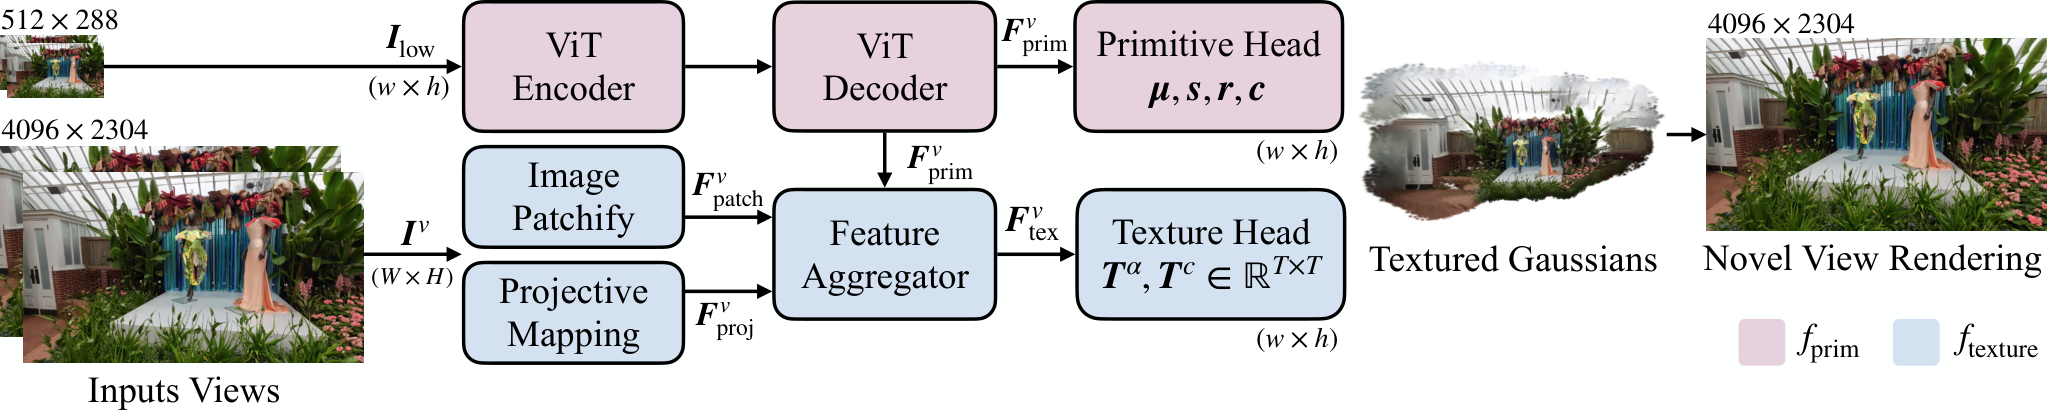 512 × 288
I_low
(w × h)
ViT
Encoder
ViT
Decoder
F^v_prim
Primitive Head
μ, s, r, c
(w × h)
4096 × 2304
Inputs Views
I^v
(W × H)
Image
Patchify
F^v_patch
Projective
Mapping
F^v_proj
F^v_prim
Feature
Aggregator
F^v_tex
Texture Head
T^α, T^c ∈ ℝ^{T×T}
(w × h)
Textured Gaussians
4096 × 2304
Novel View Rendering
f_prim
f_texture